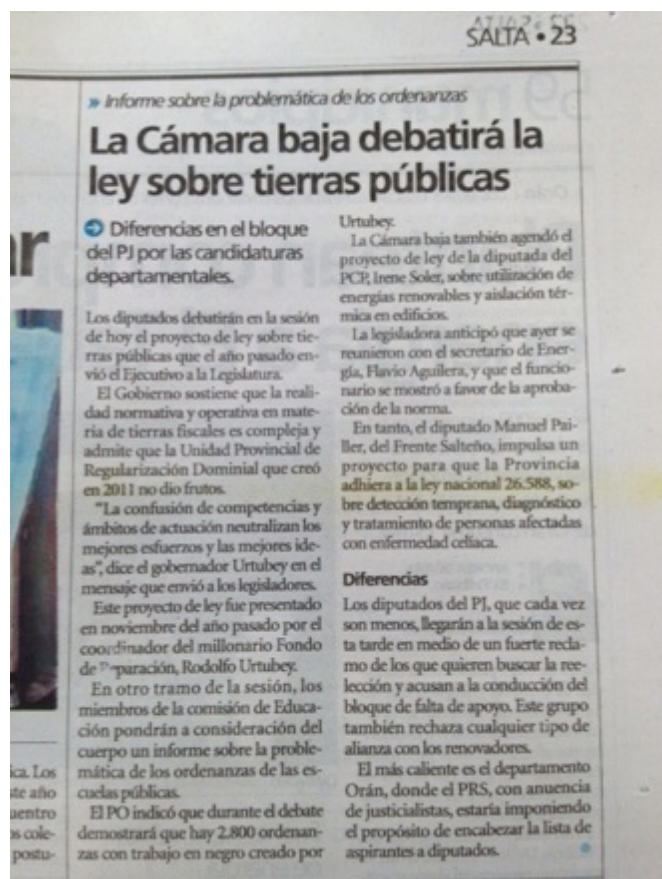 SALTA • 23
» Informe sobre la problemática de los ordenanzas
La Cámara baja debatirá la
ley sobre tierras públicas
Diferencias en el bloque
del PJ por las candidaturas
departamentales.
Los diputados debatirán en la sesión
de hoy el proyecto de ley sobre tie-
rras públicas que el año pasado en-
vió el Ejecutivo a la Legislatura.
El Gobierno sostiene que la reali-
dad normativa y operativa en mate-
ria de tierras fiscales es compleja y
admite que la Unidad Provincial de
Regularización Dominial que creó
en 2011 no dio frutos.
"La confusión de competencias y
ámbitos de actuación neutralizan los
mejores esfuerzos y las mejores ide-
as", dice el gobernador Urtubey en el
mensaje que envió a los legisladores.
Este proyecto de ley fue presentado
en noviembre del año pasado por el
coordinador del millonario Fondo
de Reparación, Rodolfo Urtubey.
En otro tramo de la sesión, los
miembros de la comisión de Educa-
ción pondrán a consideración del
cuerpo un informe sobre la proble-
mática de los ordenanzas de las es-
cuelas públicas.
El PO indicó que durante el debate
demostrará que hay 2.800 ordenan-
zas con trabajo en negro creado por
Urtubey.
La Cámara baja también agendó el
proyecto de ley de la diputada del
PCP, Irene Soler, sobre utilización de
energías renovables y aislación tér-
mica en edificios.
La legisladora anticipó que ayer se
reunieron con el secretario de Ener-
gía, Flavio Aguilera, y que el funcio-
nario se mostró a favor de la aproba-
ción de la norma.
En tanto, el diputado Manuel Pai-
ller, del Frente Salteño, impulsa un
proyecto para que la Provincia
adhiera a la ley nacional 26.588, so-
bre detección temprana, diagnóstico
y tratamiento de personas afectadas
con enfermedad celíaca.
Diferencias
Los diputados del PJ, que cada vez
son menos, llegarán a la sesión de es-
ta tarde en medio de un fuerte recla-
mo de los que quieren buscar la ree-
lección y acusan a la conducción del
bloque de falta de apoyo. Este grupo
también rechaza cualquier tipo de
alianza con los renovadores.
El más caliente es el departamento
Orán, donde el PRS, con anuencia
de justicialistas, estaría imponiendo
el propósito de encabezar la lista de
aspirantes a diputados.